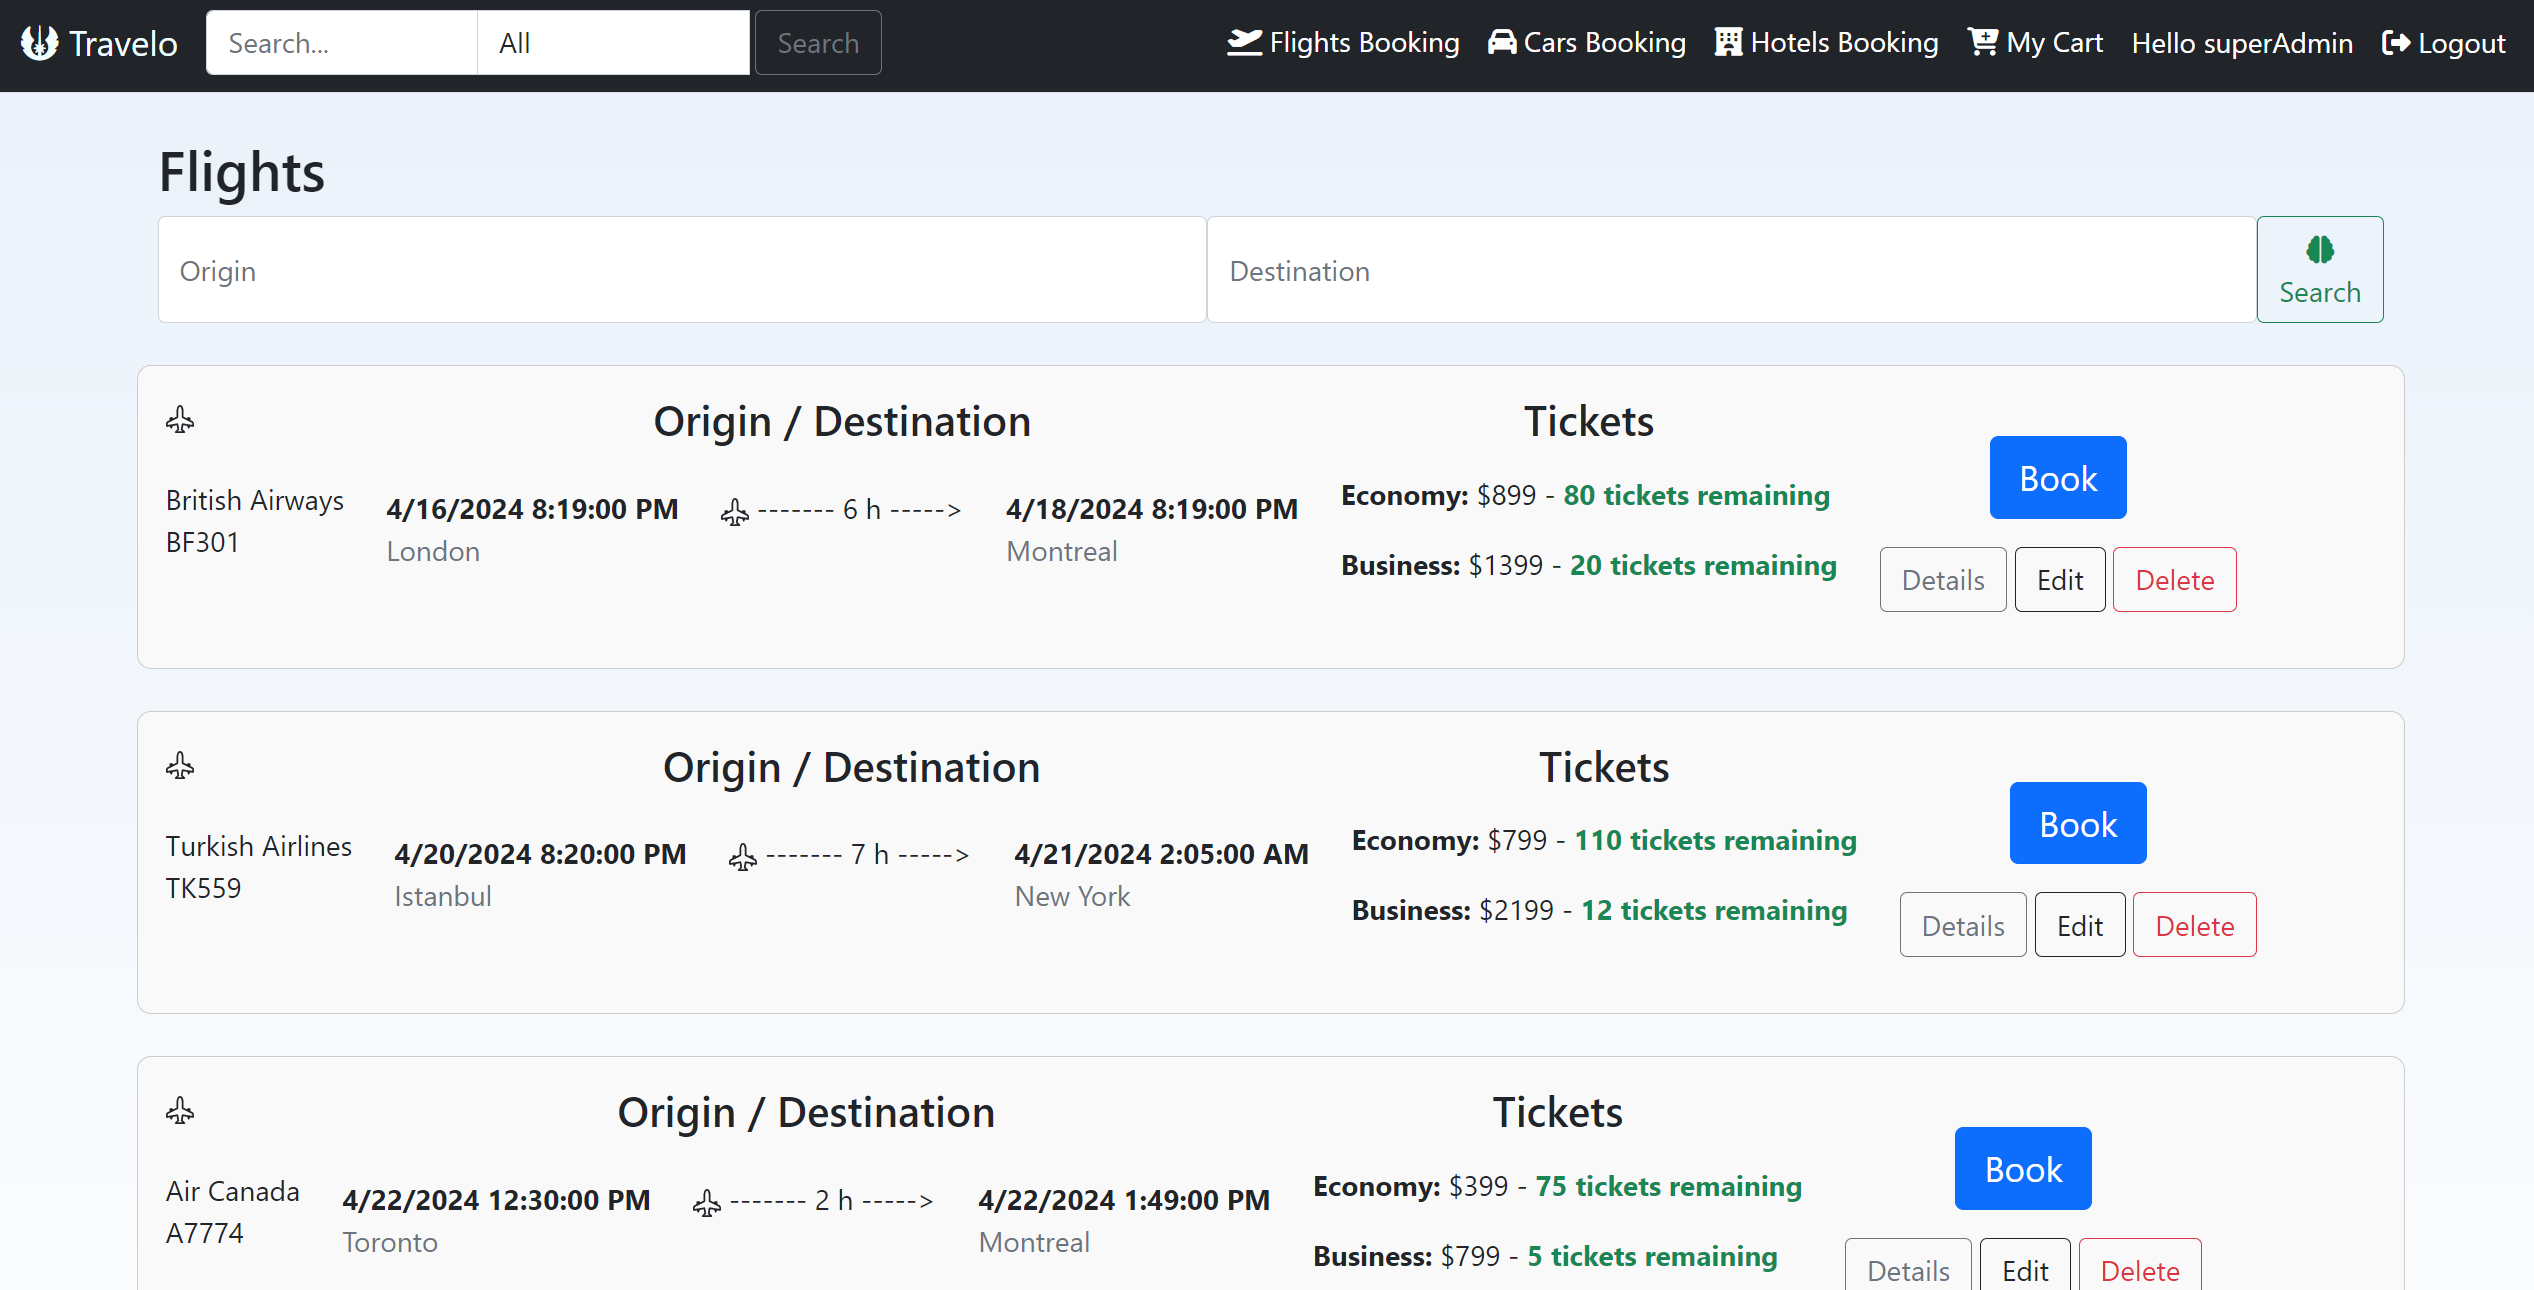 Travelo Search... All Search Flights Booking Cars Booking Hotels Booking My Cart Hello superAdmin Logout
Flights
Origin Destination Search
Origin / Destination Tickets
British Airways
BF301
4/16/2024 8:19:00 PM ------- 6 h -----> 4/18/2024 8:19:00 PM
London Montreal
Economy: $899 - 80 tickets remaining
Business: $1399 - 20 tickets remaining
Book
Details Edit Delete
Origin / Destination Tickets
Turkish Airlines
TK559
4/20/2024 8:20:00 PM ------- 7 h -----> 4/21/2024 2:05:00 AM
Istanbul New York
Economy: $799 - 110 tickets remaining
Business: $2199 - 12 tickets remaining
Book
Details Edit Delete
Origin / Destination Tickets
Air Canada
A7774
4/22/2024 12:30:00 PM ------- 2 h -----> 4/22/2024 1:49:00 PM
Toronto Montreal
Economy: $399 - 75 tickets remaining
Business: $799 - 5 tickets remaining
Book
Details Edit Delete